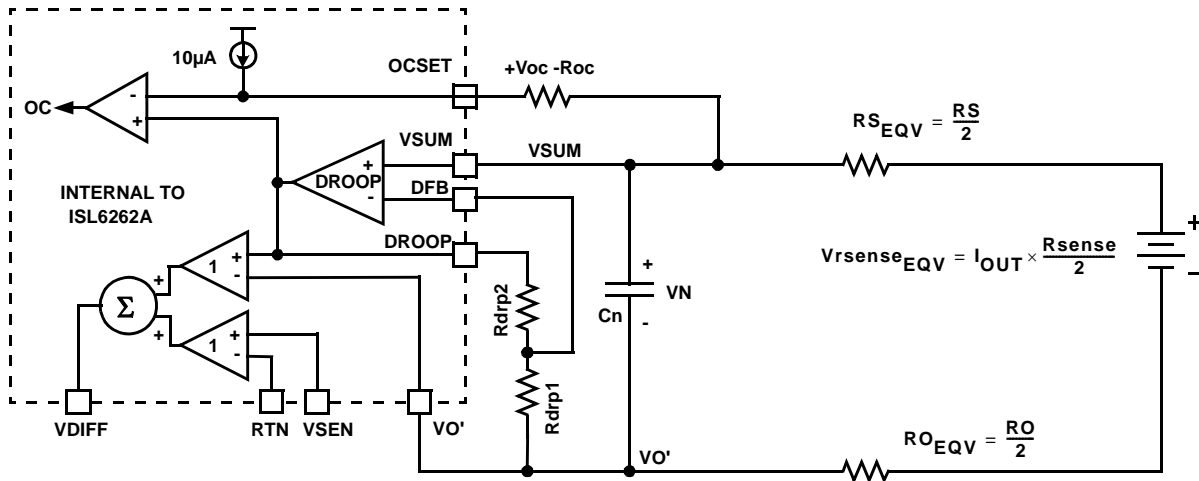 10µA
OCSET
+Voc -Roc
OC
-
+
RS_EQV = RS/2
VSUM
VSUM
+
DROOP
DFB
-
INTERNAL TO
ISL6262A
DROOP
+
Vrsense_EQV = I_OUT × Rsense/2
-
+
1
-
+
Σ
+
+
1
-
Rdrp2
+
VN
Cn
-
Rdrp1
VDIFF
RTN
VSEN
VO'
VO'
RO_EQV = RO/2